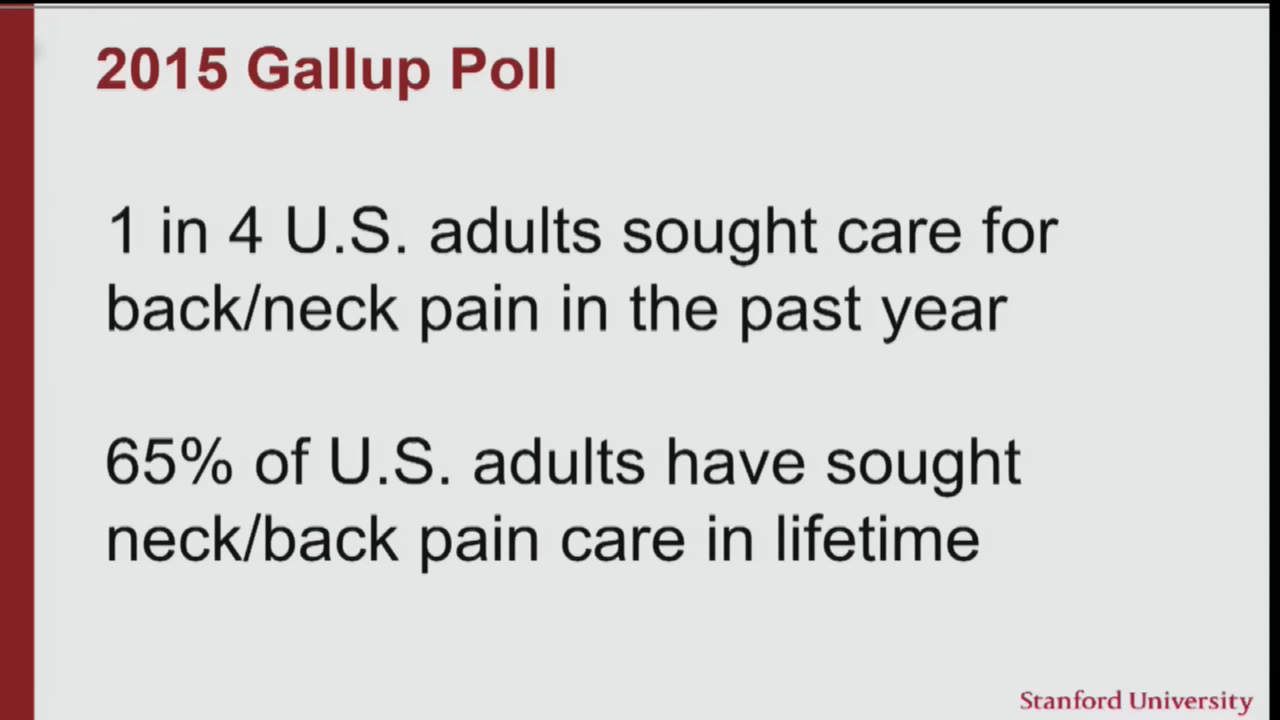 2015 Gallup Poll
1 in 4 U.S. adults sought care for
back/neck pain in the past year
65% of U.S. adults have sought
neck/back pain care in lifetime
Stanford University